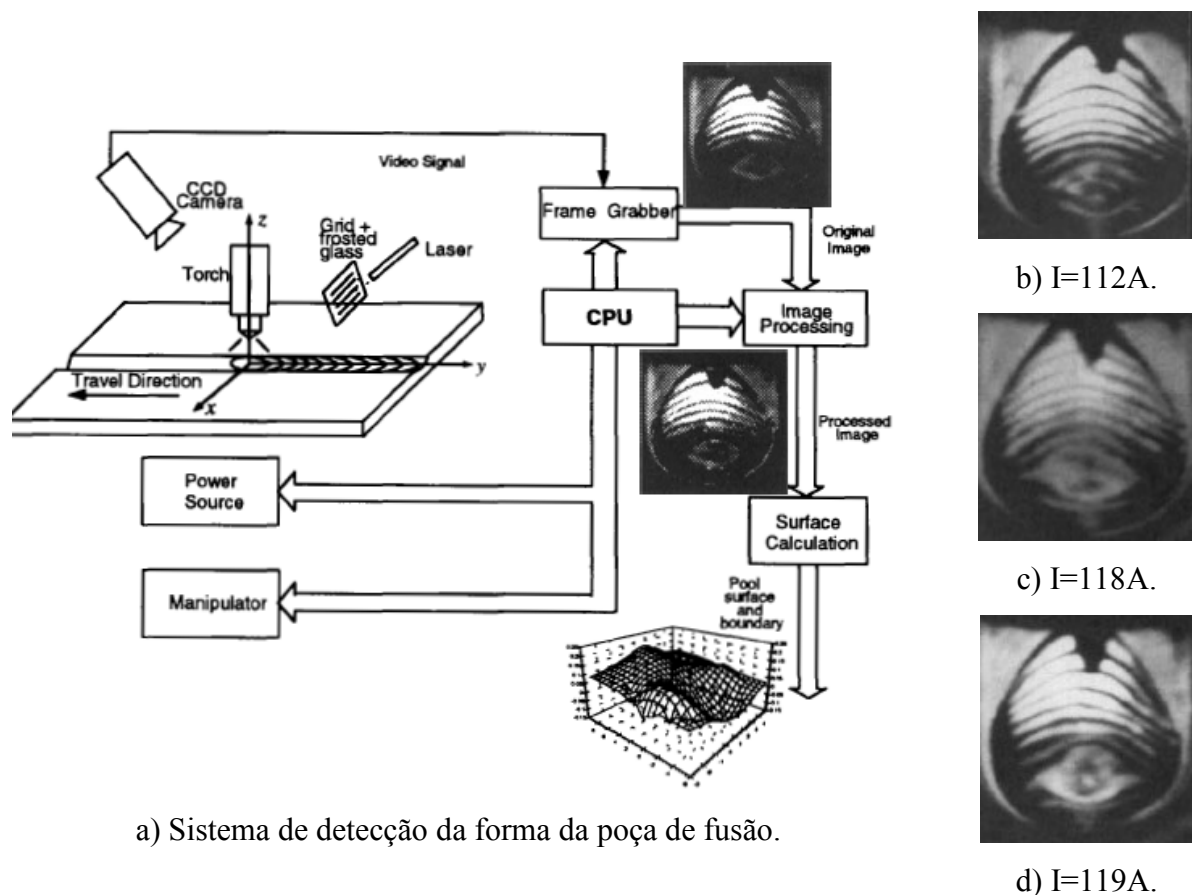 Video Signal
CCD
Camera
z
Grid +
frosted
glass
Laser
Torch
y
Travel Direction
x
Frame Grabber
Original
Image
CPU
Image
Processing
Processed
Image
Power
Source
Surface
Calculation
Manipulator
Pool
surface
and
boundary
a) Sistema de detecção da forma da poça de fusão.
b) I=112A.
c) I=118A.
d) I=119A.